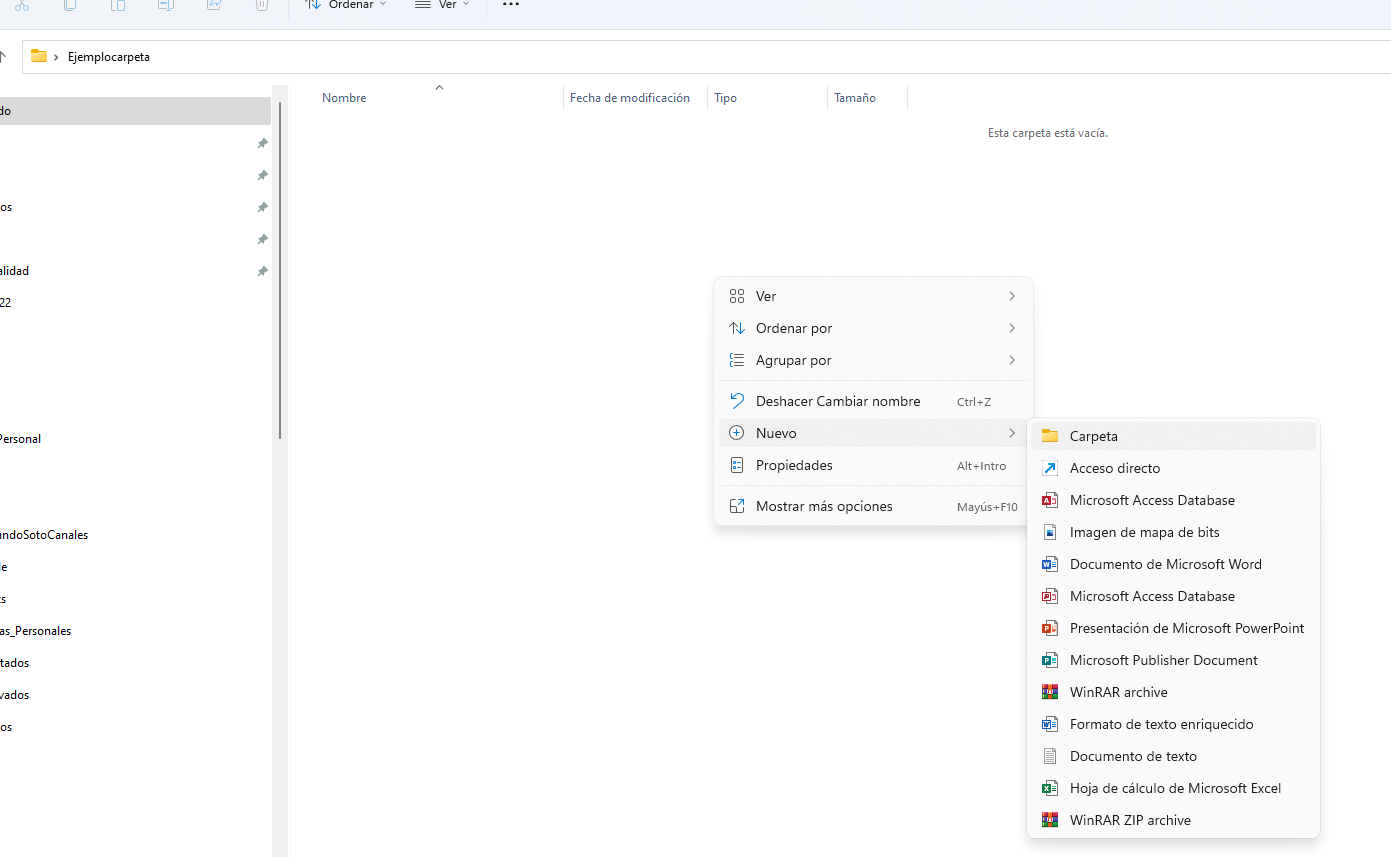 Ordenar
Ver
Ejemplocarpeta
Nombre
Fecha de modificación
Tipo
Tamaño
Esta carpeta está vacía.
do
os
alidad
22
Personal
ndoSotoCanales
le
ts
as_Personales
tados
vados
os
Ver
Ordenar por
Agrupar por
Deshacer Cambiar nombre Ctrl+Z
Nuevo
Propiedades Alt+Intro
Mostrar más opciones Mayús+F10
Carpeta
Acceso directo
Microsoft Access Database
Imagen de mapa de bits
Documento de Microsoft Word
Microsoft Access Database
Presentación de Microsoft PowerPoint
Microsoft Publisher Document
WinRAR archive
Formato de texto enriquecido
Documento de texto
Hoja de cálculo de Microsoft Excel
WinRAR ZIP archive